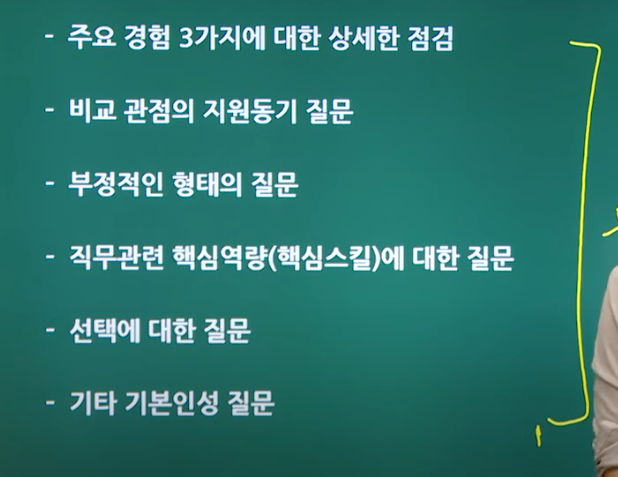 - 주요 경험 3가지에 대한 상세한 점검
- 비교 관점의 지원동기 질문
- 부정적인 형태의 질문
- 직무관련 핵심역량(핵심스킬)에 대한 질문
- 선택에 대한 질문
- 기타 기본인성 질문